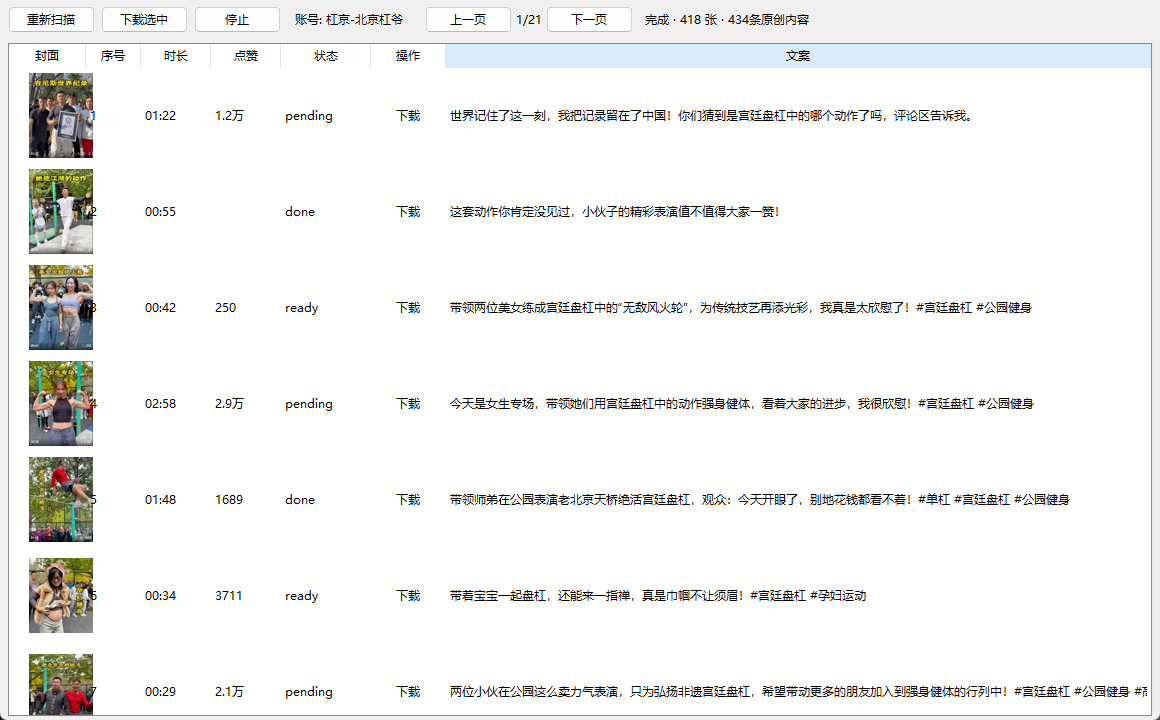 重新扫描 下载选中 停止 账号: 杠京-北京杠爷 上一页 1/21 下一页 完成 · 418 张 · 434条原创内容
封面 序号 时长 点赞 状态 操作 文案
吉尼斯世界纪录
1 01:22 1.2万 pending 下载 世界记住了这一刻，我把记录留在了中国！你们猜到是宫廷盘杠中的哪个动作了吗，评论区告诉我。
2 00:55 done 下载 这套动作你肯定没见过，小伙子的精彩表演值不值得大家一赞！
3 00:42 250 ready 下载 带领两位美女练成宫廷盘杠中的“无敌风火轮”，为传统技艺再添光彩，我真是太欣慰了！#宫廷盘杠 #公园健身
女生专场
4 02:58 2.9万 pending 下载 今天是女生专场，带领她们用宫廷盘杠中的动作强身健体，看着大家的进步，我很欣慰！#宫廷盘杠 #公园健身
5 01:48 1689 done 下载 带领师弟在公园表演老北京天桥绝活宫廷盘杠，观众：今天开眼了，别地花钱都看不着！#单杠 #宫廷盘杠 #公园健身
6 00:34 3711 ready 下载 带着宝宝一起盘杠，还能来一指禅，真是巾帼不让须眉！#宫廷盘杠 #孕妇运动
7 00:29 2.1万 pending 下载 两位小伙在公园这么卖力气表演，只为弘扬非遗宫廷盘杠，希望带动更多的朋友加入到强身健体的行列中！#宫廷盘杠 #公园健身